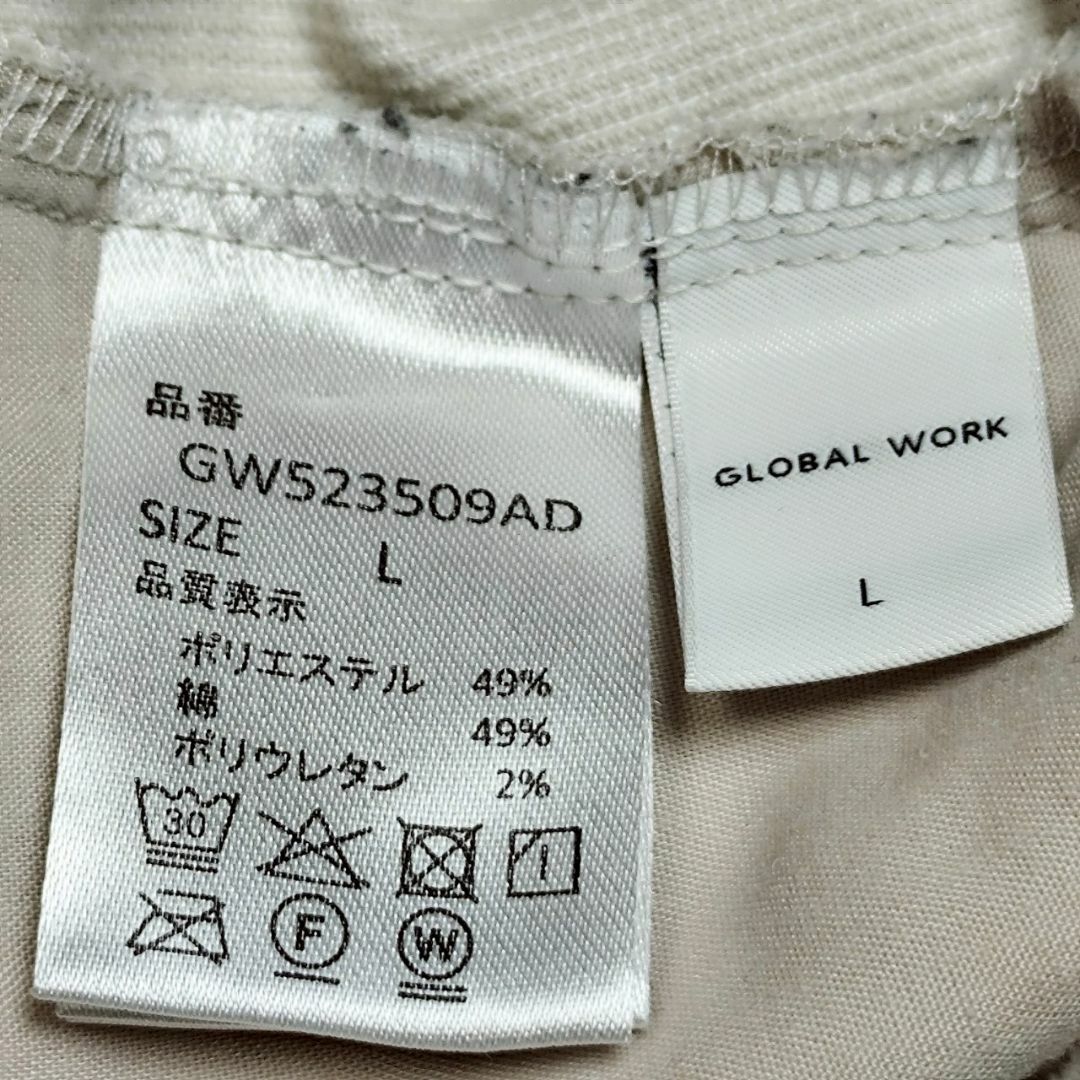 品番
GW523509AD
SIZE L
品質表示
ポリエステル 49%
綿 49%
ポリウレタン 2%
30
F
W
GLOBAL WORK
L